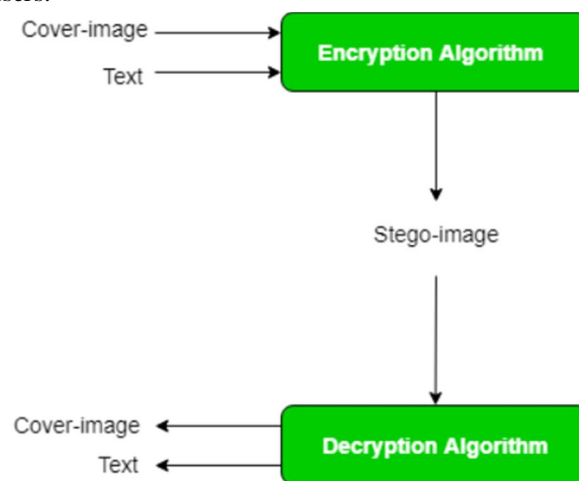 Cover-image
Encryption Algorithm
Text
Stego-image
Cover-image
Decryption Algorithm
Text